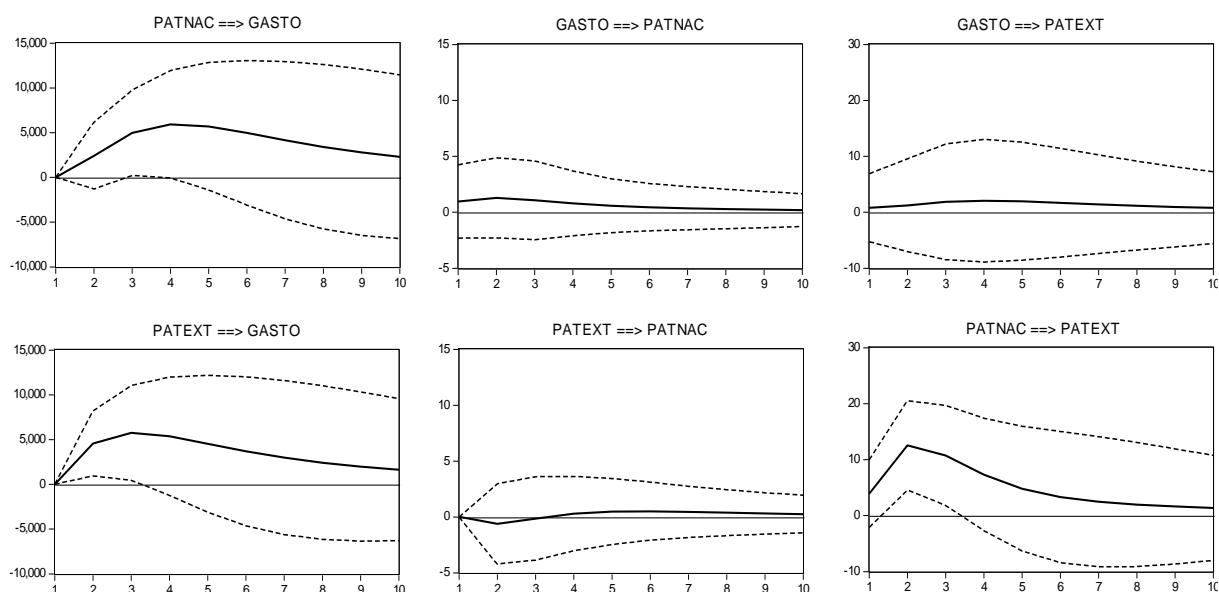 PATNAC ==> GASTO
GASTO ==> PATNAC
GASTO ==> PATEXT
15,000
10,000
5,000
0
-5,000
-10,000
1 2 3 4 5 6 7 8 9 10
15
10
5
0
-5
1 2 3 4 5 6 7 8 9 10
30
20
10
0
-10
1 2 3 4 5 6 7 8 9 10
PATEXT ==> GASTO
PATEXT ==> PATNAC
PATNAC ==> PATEXT
15,000
10,000
5,000
0
-5,000
-10,000
1 2 3 4 5 6 7 8 9 10
15
10
5
0
-5
1 2 3 4 5 6 7 8 9 10
30
20
10
0
-10
1 2 3 4 5 6 7 8 9 10